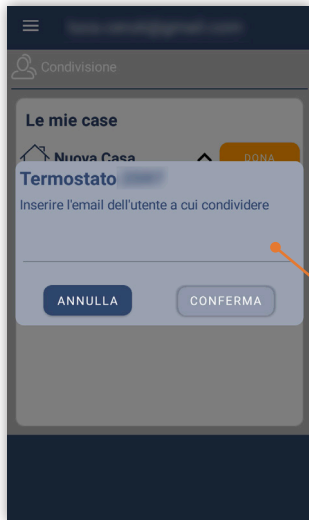 Condivisione
Le mie case
Nuova Casa
DONA
Termostato
Inserire l'email dell'utente a cui condividere
ANNULLA
CONFERMA